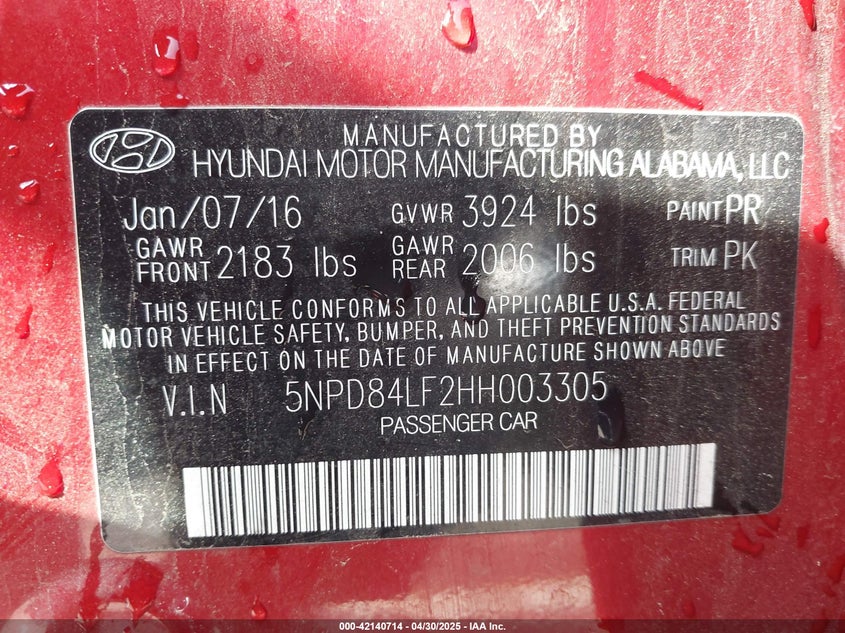 MANUFACTURED BY
HYUNDAI MOTOR MANUFACTURING ALABAMA, LLC
Jan/07/16 GVWR 3924 lbs PAINT PR
GAWR FRONT 2183 lbs GAWR REAR 2006 lbs TRIM PK
THIS VEHICLE CONFORMS TO ALL APPLICABLE U.S.A. FEDERAL
MOTOR VEHICLE SAFETY, BUMPER, AND THEFT PREVENTION STANDARDS
IN EFFECT ON THE DATE OF MANUFACTURE SHOWN ABOVE
V.I.N 5NPD84LF2HH003305
PASSENGER CAR
000-42140714 - 04/30/2025 - IAA Inc.